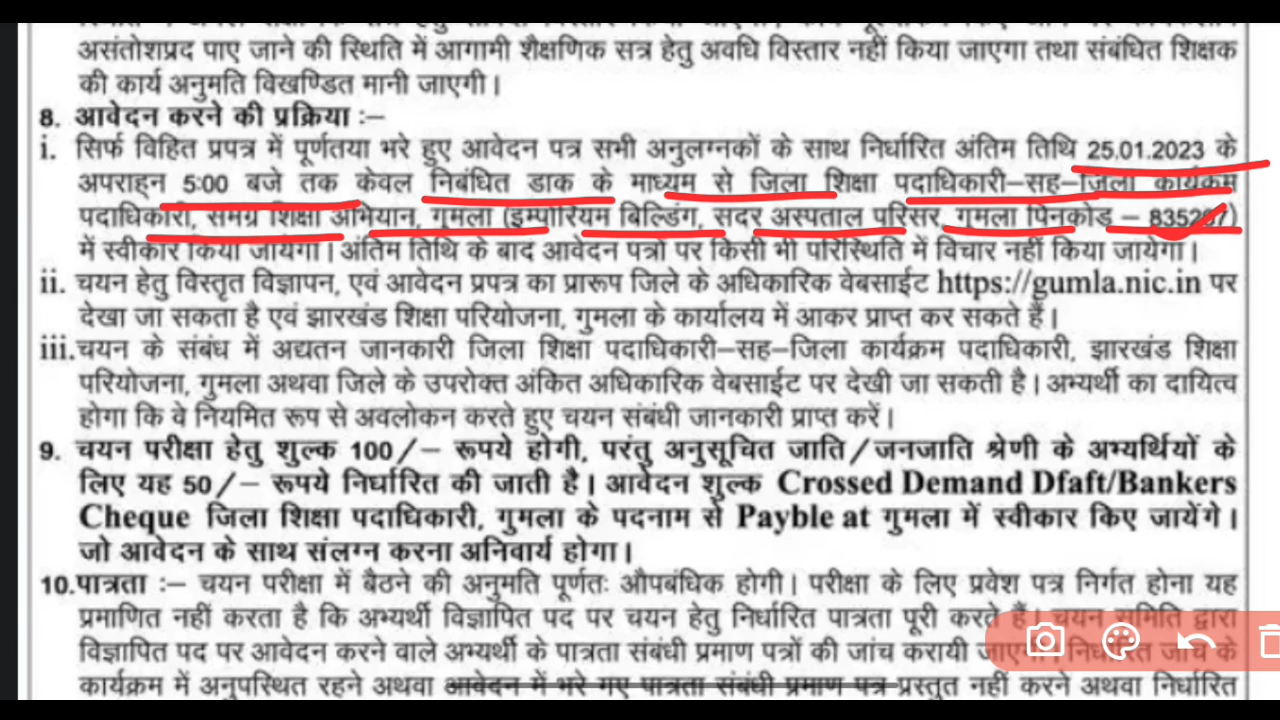 असंतोशप्रद पाए जाने की स्थिति में आगामी शैक्षणिक सत्र हेतु अवधि विस्तार नहीं किया जाएगा तथा संबंधित शिक्षक
की कार्य अनुमति विखण्डित मानी जाएगी।
8. आवेदन करने की प्रक्रिया :–
i. सिर्फ विहित प्रपत्र में पूर्णतया भरे हुए आवेदन पत्र सभी अनुलग्नकों के साथ निर्धारित अंतिम तिथि 25.01.2023 के
अपराह्न 5:00 बजे तक केवल निबंधित डाक के माध्यम से जिला शिक्षा पदाधिकारी–सह–जिला कार्यक्रम
पदाधिकारी, समग्र शिक्षा अभियान, गुमला (इम्पोरियम बिल्डिंग, सदर अस्पताल परिसर, गुमला पिनकोड – 835207)
में स्वीकार किया जायेगा। अंतिम तिथि के बाद आवेदन पत्रों पर किसी भी परिस्थिति में विचार नहीं किया जायेगा।
ii. चयन हेतु विस्तृत विज्ञापन, एवं आवेदन प्रपत्र का प्रारूप जिले के अधिकारिक वेबसाईट https://gumla.nic.in पर
देखा जा सकता है एवं झारखंड शिक्षा परियोजना, गुमला के कार्यालय में आकर प्राप्त कर सकते हैं।
iii.चयन के संबंध में अद्यतन जानकारी जिला शिक्षा पदाधिकारी–सह–जिला कार्यक्रम पदाधिकारी, झारखंड शिक्षा
परियोजना, गुमला अथवा जिले के उपरोक्त अंकित अधिकारिक वेबसाईट पर देखी जा सकती है। अभ्यर्थी का दायित्व
होगा कि वे नियमित रूप से अवलोकन करते हुए चयन संबंधी जानकारी प्राप्त करें।
9. चयन परीक्षा हेतु शुल्क 100/– रूपये होगी, परंतु अनुसूचित जाति/जनजाति श्रेणी के अभ्यर्थियों के
लिए यह 50/– रूपये निर्धारित की जाती है। आवेदन शुल्क Crossed Demand Dfaft/Bankers
Cheque जिला शिक्षा पदाधिकारी, गुमला के पदनाम से Payble at गुमला में स्वीकार किए जायेंगे।
जो आवेदन के साथ संलग्न करना अनिवार्य होगा।
10.पात्रता :– चयन परीक्षा में बैठने की अनुमति पूर्णतः औपबंधिक होगी। परीक्षा के लिए प्रवेश पत्र निर्गत होना यह
प्रमाणित नहीं करता है कि अभ्यर्थी विज्ञापित पद पर चयन हेतु निर्धारित पात्रता पूरी करते है। चयन समिति द्वारा
विज्ञापित पद पर आवेदन करने वाले अभ्यर्थी के पात्रता संबंधी प्रमाण पत्रों की जांच करायी जाएगी। निर्धारित जांच के
कार्यक्रम में अनुपस्थित रहने अथवा आवेदन में भरे गए पात्रता संबंधी प्रमाण पत्र प्रस्तुत नहीं करने अथवा निर्धारित